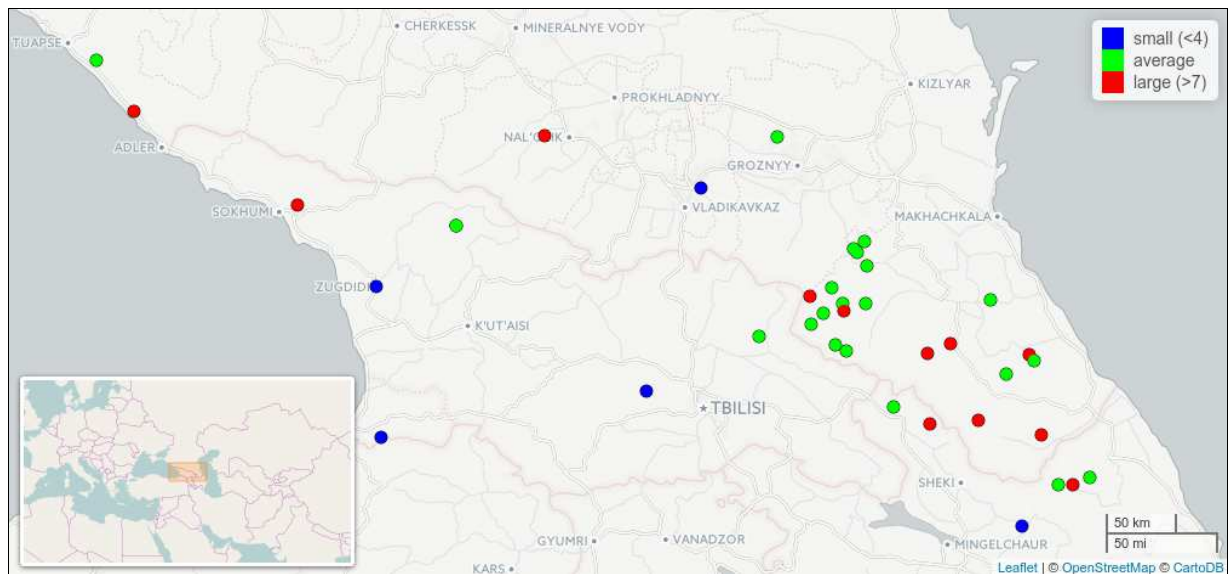 CHERKESSK
MINERALNYE VODY
TUAPSE
small (<4)
average
large (>7)
KIZLYAR
PROKHLADNYY
NAL'CHIK
ADLER
GROZNYY
VLADIKAVKAZ
SOKHUMI
MAKHACHKALA
ZUGDIDI
K'UT'AISI
TBILISI
SHEKI
GYUMRI
VANADZOR
MINGELCHAUR
KARS
50 km
50 mi
Leaflet | © OpenStreetMap © CartoDB